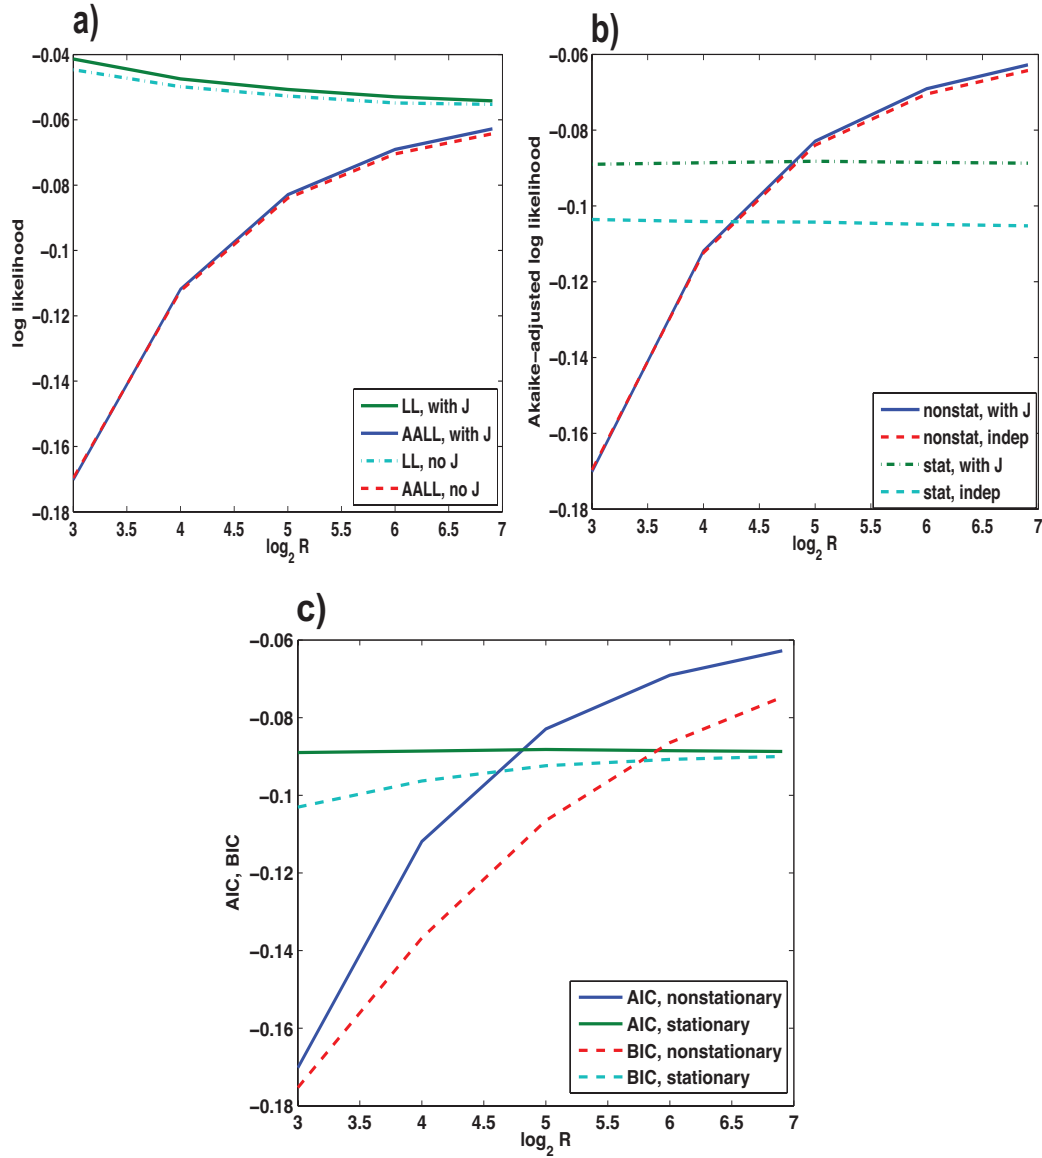 a)
−0.04
−0.06
−0.08
−0.1
−0.12
−0.14
−0.16
−0.18
3
3.5
4
4.5
5
5.5
6
6.5
7
log likelihood
log2 R
LL, with J
AALL, with J
LL, no J
AALL, no J
b)
−0.06
−0.08
−0.1
−0.12
−0.14
−0.16
−0.18
3
3.5
4
4.5
5
5.5
6
6.5
7
Akaike−adjusted log likelihood
log2 R
nonstat, with J
nonstat, indep
stat, with J
stat, indep
c)
−0.06
−0.08
−0.1
−0.12
−0.14
−0.16
−0.18
3
3.5
4
4.5
5
5.5
6
6.5
7
AIC, BIC
log2 R
AIC, nonstationary
AIC, stationary
BIC, nonstationary
BIC, stationary